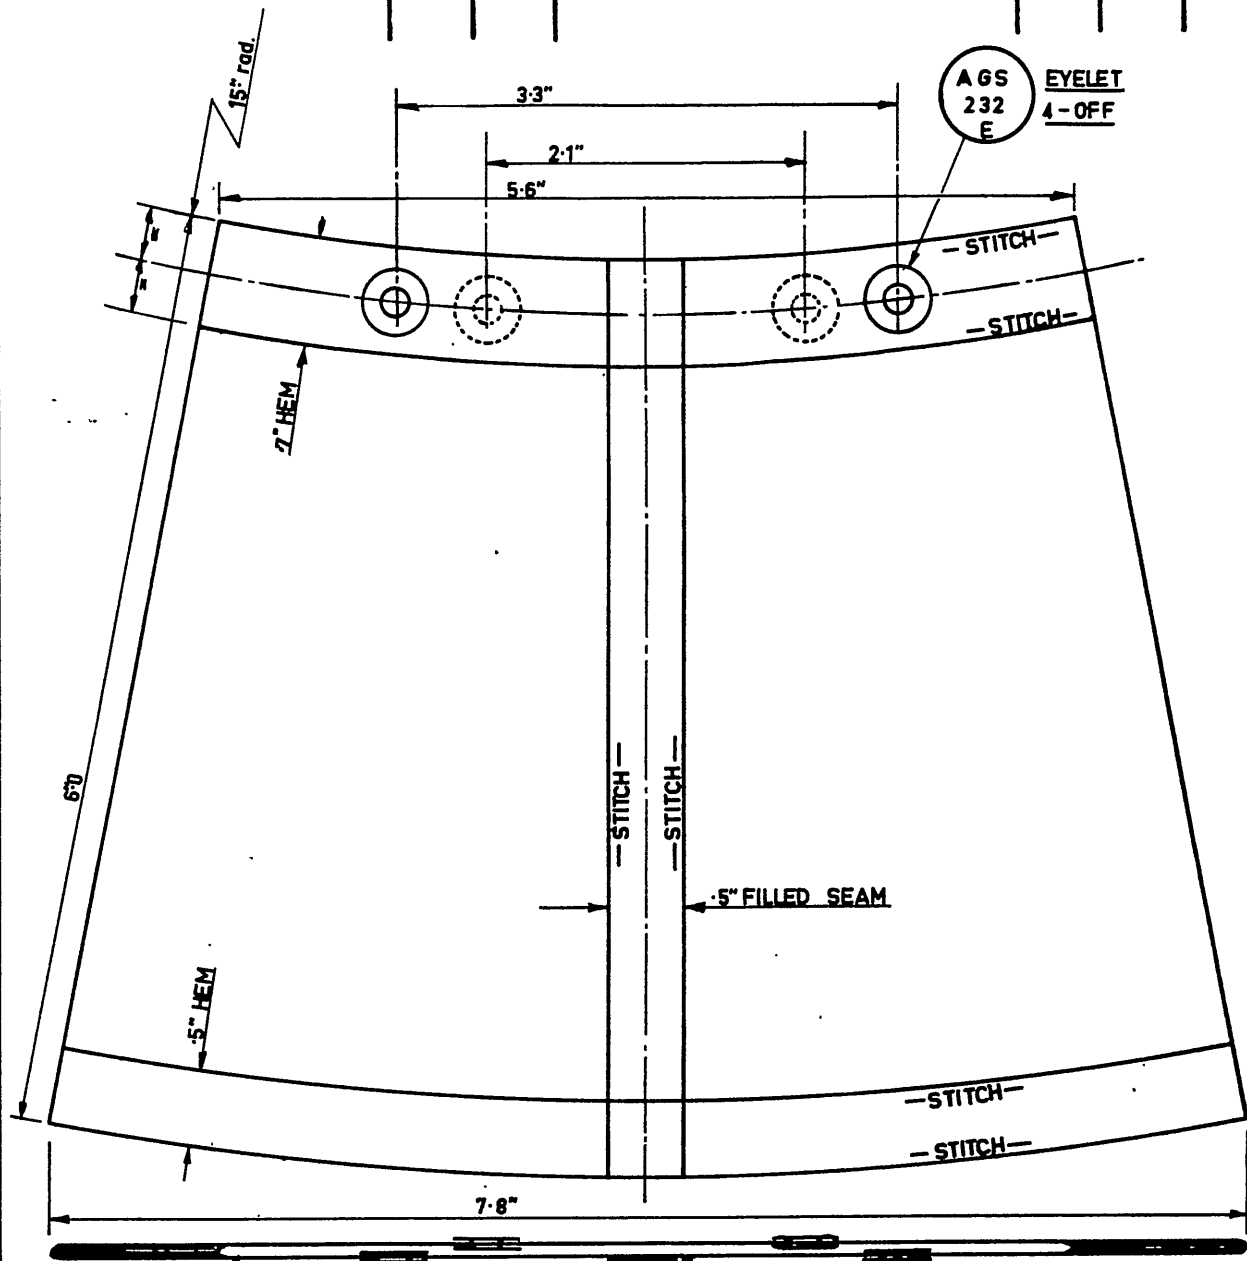 15" rad.
3·3"
AGS
232
E
EYELET
4-OFF
2·1"
5·6"
=
=
STITCH
STITCH
·7" HEM
6"·0
STITCH
STITCH
·5" FILLED SEAM
·5" HEM
STITCH
STITCH
7·8"